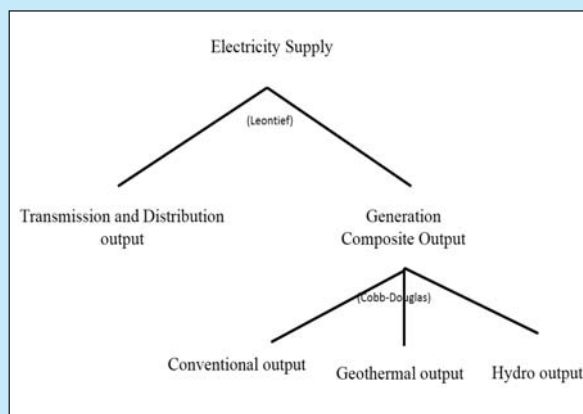 Electricity Supply
(Leontief)
Transmission and Distribution
output
Generation
Composite Output
(Cobb-Douglas)
Conventional output
Geothermal output
Hydro output